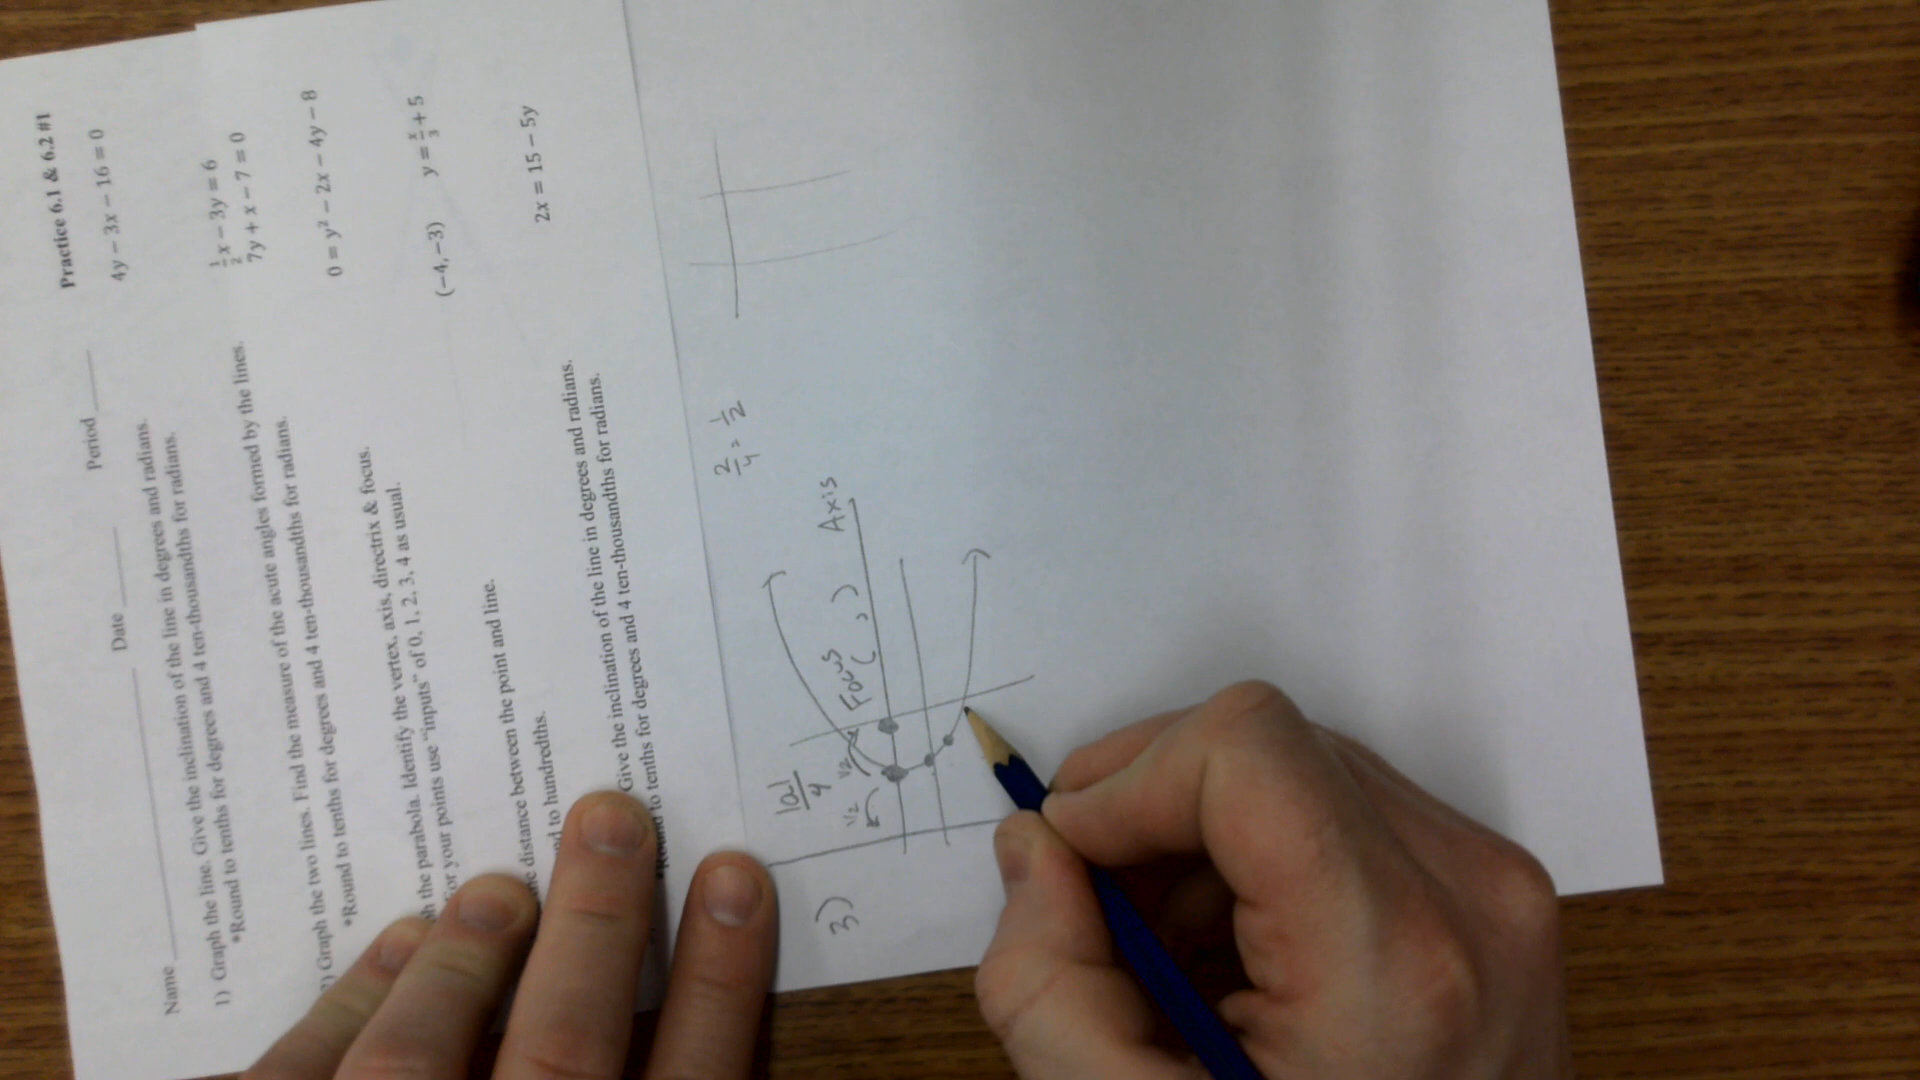 Practice 6.1 & 6.2 #1
Name Date Period
1) Graph the line. Give the inclination of the line in degrees and radians.
*Round to tenths for degrees and 4 ten-thousandths for radians.
4y − 3x − 16 = 0
2) Graph the two lines. Find the measure of the acute angles formed by the lines.
*Round to tenths for degrees and 4 ten-thousandths for radians.
½x − 3y = 6
7y + x − 7 = 0
the parabola. Identify the vertex, axis, directrix & focus.
for your points use "inputs" of 0, 1, 2, 3, 4 as usual.
0 = y² − 2x − 4y − 8
distance between the point and line.
to hundredths.
(−4, −3) y = x/3 + 5
Give the inclination of the line in degrees and radians.
to tenths for degrees and 4 ten-thousandths for radians.
2x = 15 − 5y
3)
|a|/4
2/4 = 1/2
1/2 1/2
Focus
( , )
Axis